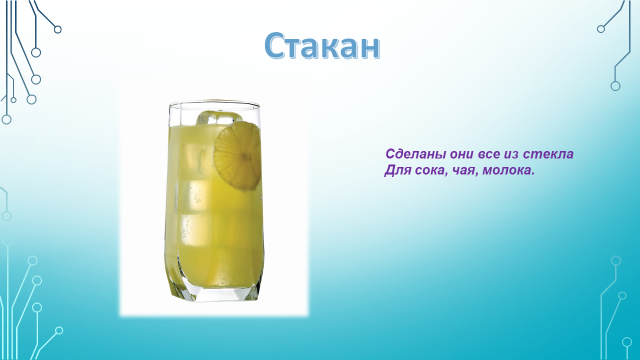 Стакан
Сделаны они все из стекла
Для сока, чая, молока.